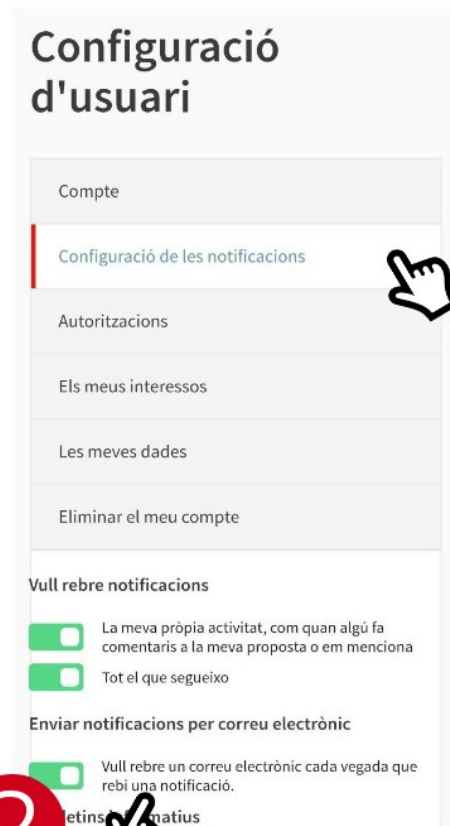 Configuració
d'usuari
Compte
Configuració de les notificacions
Autoritzacions
Els meus interessos
Les meves dades
Eliminar el meu compte
Vull rebre notificacions
La meva pròpia activitat, com quan algú fa
comentaris a la meva proposta o em menciona
Tot el que segueixo
Enviar notificacions per correu electrònic
Vull rebre un correu electrònic cada vegada que
rebi una notificació.